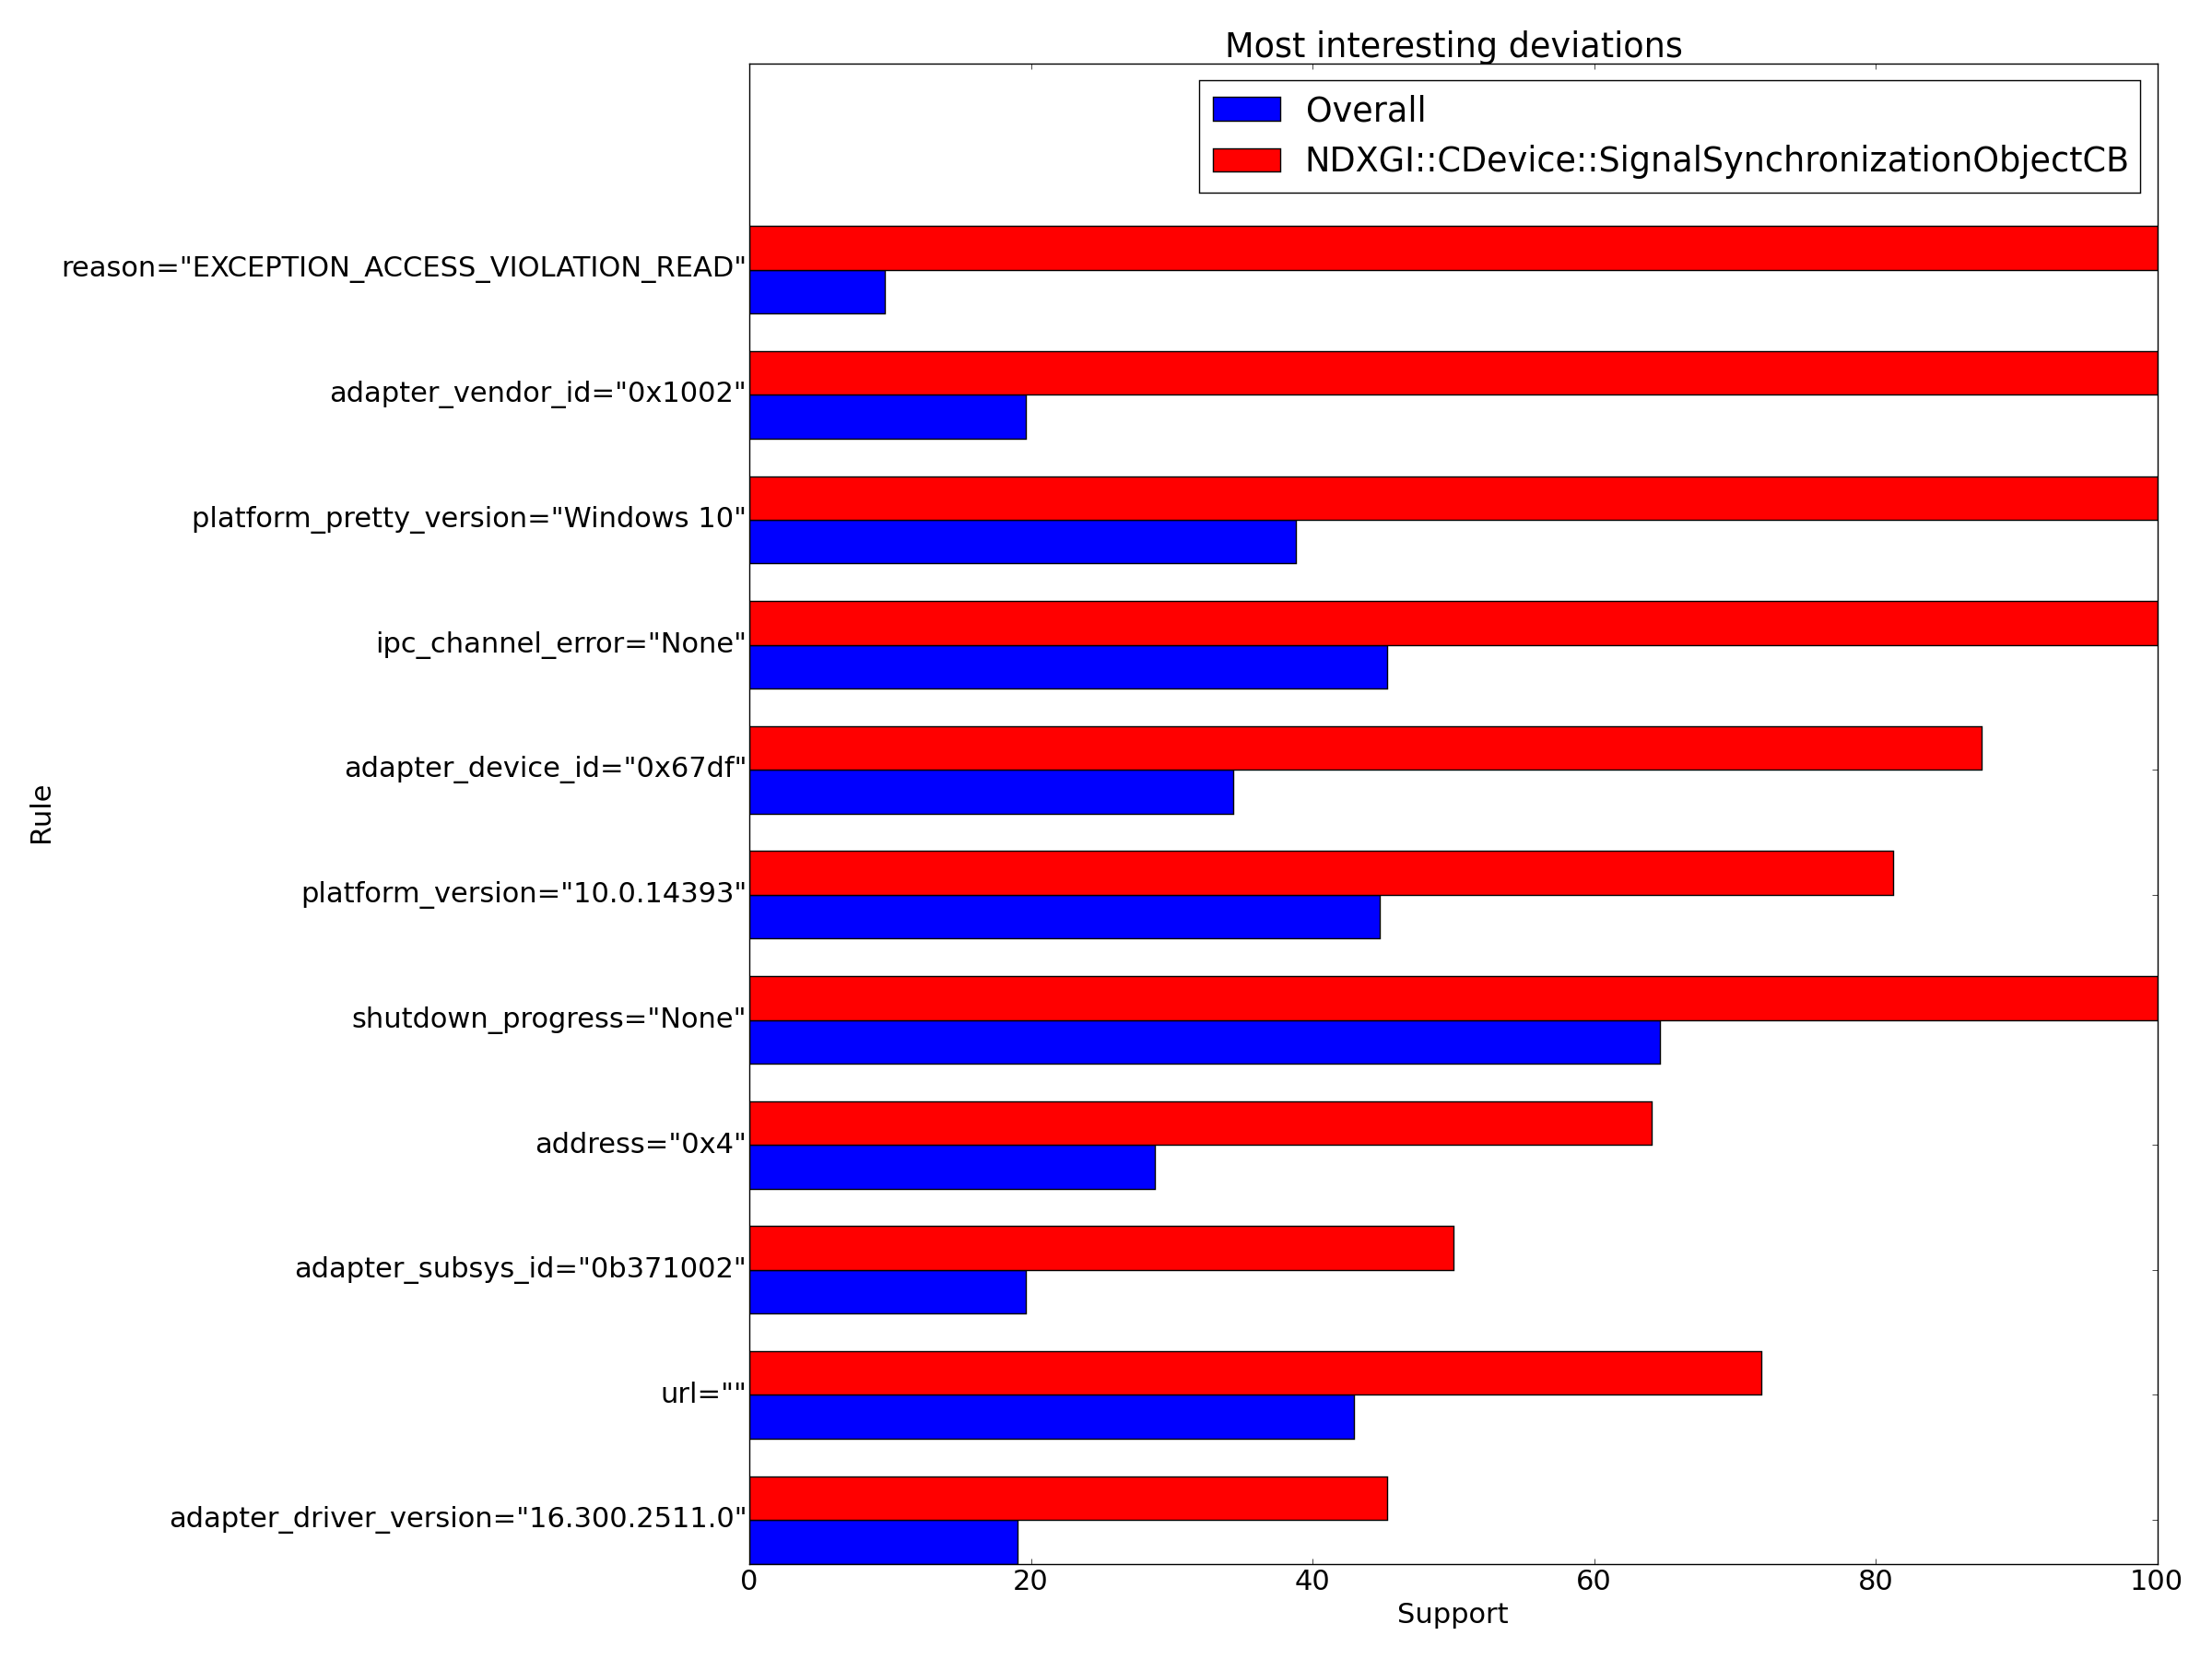 Most interesting deviations
Overall
NDXGI::CDevice::SignalSynchronizationObjectCB
reason="EXCEPTION_ACCESS_VIOLATION_READ"
adapter_vendor_id="0x1002"
platform_pretty_version="Windows 10"
ipc_channel_error="None"
adapter_device_id="0x67df"
platform_version="10.0.14393"
shutdown_progress="None"
address="0x4"
adapter_subsys_id="0b371002"
url=""
adapter_driver_version="16.300.2511.0"
Rule
0 20 40 60 80 100
Support